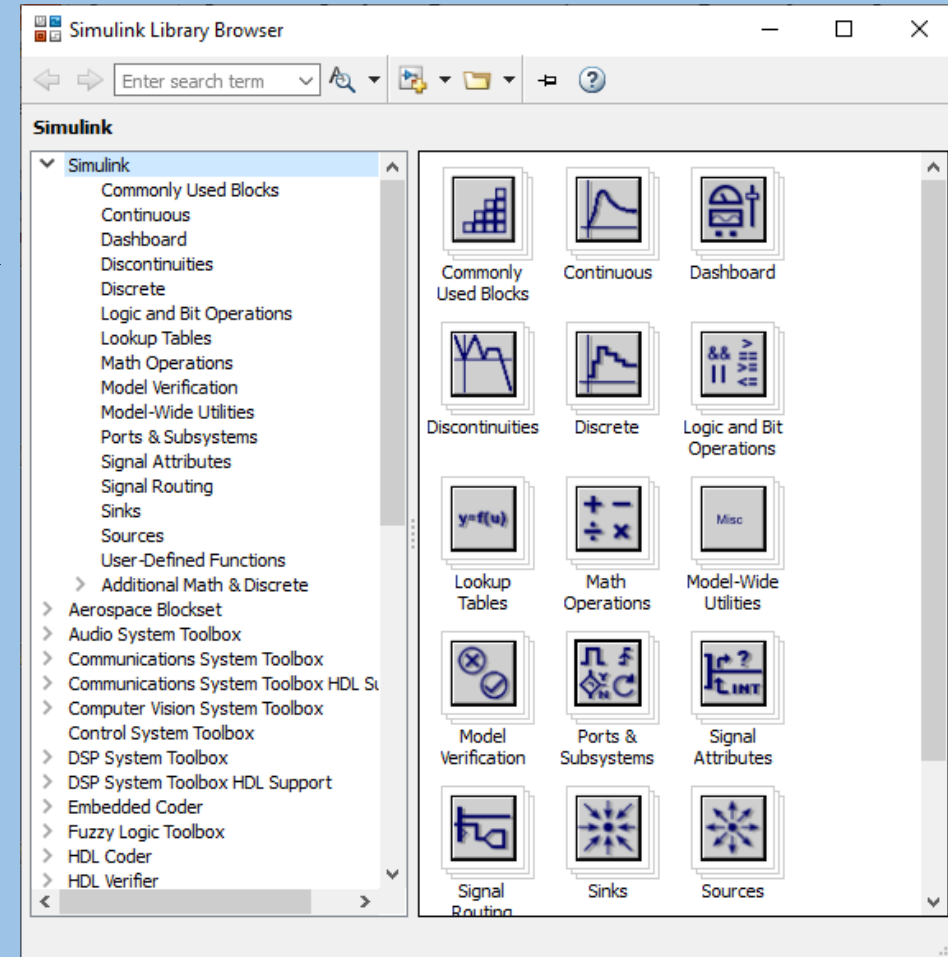 Simulink Library Browser
Enter search term
Simulink
Simulink
Commonly Used Blocks
Continuous
Dashboard
Discontinuities
Discrete
Logic and Bit Operations
Lookup Tables
Math Operations
Model Verification
Model-Wide Utilities
Ports & Subsystems
Signal Attributes
Signal Routing
Sinks
Sources
User-Defined Functions
Additional Math & Discrete
Aerospace Blockset
Audio System Toolbox
Communications System Toolbox
Communications System Toolbox HDL Su
Computer Vision System Toolbox
Control System Toolbox
DSP System Toolbox
DSP System Toolbox HDL Support
Embedded Coder
Fuzzy Logic Toolbox
HDL Coder
HDL Verifier
Commonly
Used Blocks
Continuous
Dashboard
Discontinuities
Discrete
&& > == 
|| >= <=
Logic and Bit
Operations
y=f(u)
Lookup
Tables
+ −
÷ ×
Math
Operations
Misc
Model-Wide
Utilities
Model
Verification
Y
N
Ports &
Subsystems
?
INT
Signal
Attributes
Signal
Routing
Sinks
Sources